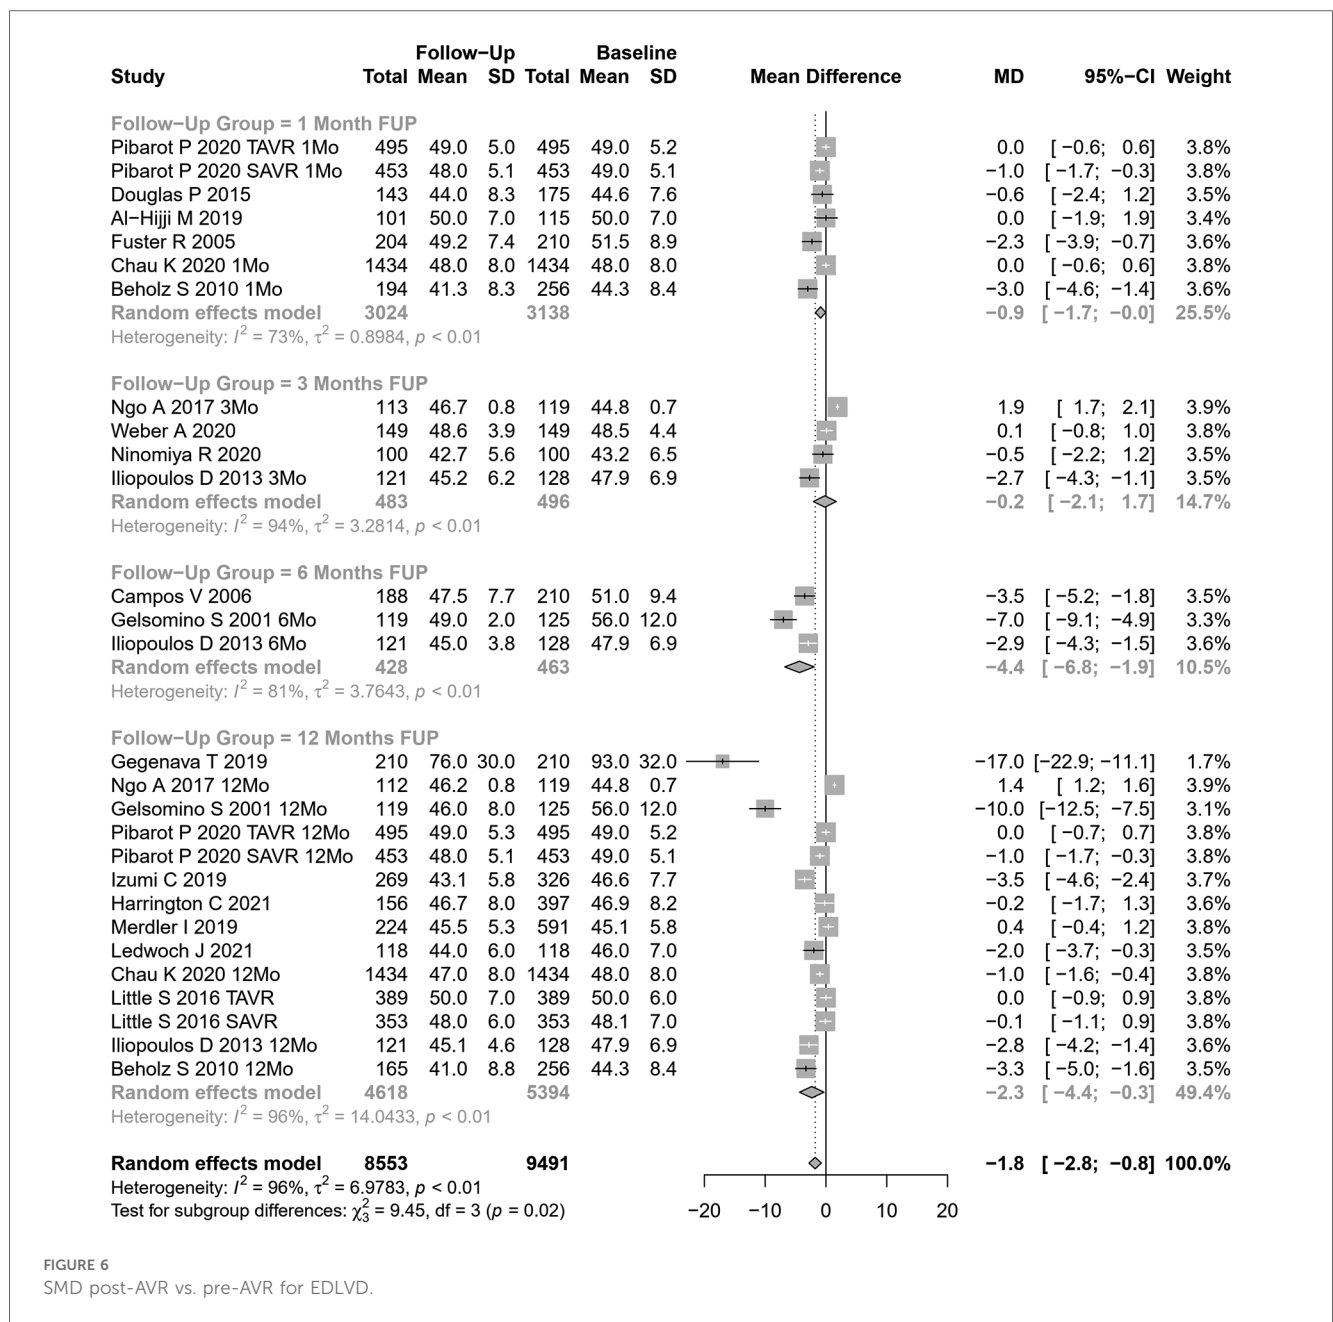 Follow−Up Baseline
Study Total Mean SD Total Mean SD Mean Difference MD 95%−CI Weight
Follow−Up Group = 1 Month FUP
Pibarot P 2020 TAVR 1Mo 495 49.0 5.0 495 49.0 5.2 0.0 [ −0.6; 0.6] 3.8%
Pibarot P 2020 SAVR 1Mo 453 48.0 5.1 453 49.0 5.1 −1.0 [ −1.7; −0.3] 3.8%
Douglas P 2015 143 44.0 8.3 175 44.6 7.6 −0.6 [ −2.4; 1.2] 3.5%
Al−Hijji M 2019 101 50.0 7.0 115 50.0 7.0 0.0 [ −1.9; 1.9] 3.4%
Fuster R 2005 204 49.2 7.4 210 51.5 8.9 −2.3 [ −3.9; −0.7] 3.6%
Chau K 2020 1Mo 1434 48.0 8.0 1434 48.0 8.0 0.0 [ −0.6; 0.6] 3.8%
Beholz S 2010 1Mo 194 41.3 8.3 256 44.3 8.4 −3.0 [ −4.6; −1.4] 3.6%
Random effects model 3024 3138 −0.9 [ −1.7; −0.0] 25.5%
Heterogeneity: I² = 73%, τ² = 0.8984, p < 0.01
Follow−Up Group = 3 Months FUP
Ngo A 2017 3Mo 113 46.7 0.8 119 44.8 0.7 1.9 [ 1.7; 2.1] 3.9%
Weber A 2020 149 48.6 3.9 149 48.5 4.4 0.1 [ −0.8; 1.0] 3.8%
Ninomiya R 2020 100 42.7 5.6 100 43.2 6.5 −0.5 [ −2.2; 1.2] 3.5%
Iliopoulos D 2013 3Mo 121 45.2 6.2 128 47.9 6.9 −2.7 [ −4.3; −1.1] 3.5%
Random effects model 483 496 −0.2 [ −2.1; 1.7] 14.7%
Heterogeneity: I² = 94%, τ² = 3.2814, p < 0.01
Follow−Up Group = 6 Months FUP
Campos V 2006 188 47.5 7.7 210 51.0 9.4 −3.5 [ −5.2; −1.8] 3.5%
Gelsomino S 2001 6Mo 119 49.0 2.0 125 56.0 12.0 −7.0 [ −9.1; −4.9] 3.3%
Iliopoulos D 2013 6Mo 121 45.0 3.8 128 47.9 6.9 −2.9 [ −4.3; −1.5] 3.6%
Random effects model 428 463 −4.4 [ −6.8; −1.9] 10.5%
Heterogeneity: I² = 81%, τ² = 3.7643, p < 0.01
Follow−Up Group = 12 Months FUP
Gegenava T 2019 210 76.0 30.0 210 93.0 32.0 −17.0 [−22.9; −11.1] 1.7%
Ngo A 2017 12Mo 112 46.2 0.8 119 44.8 0.7 1.4 [ 1.2; 1.6] 3.9%
Gelsomino S 2001 12Mo 119 46.0 8.0 125 56.0 12.0 −10.0 [−12.5; −7.5] 3.1%
Pibarot P 2020 TAVR 12Mo 495 49.0 5.3 495 49.0 5.2 0.0 [ −0.7; 0.7] 3.8%
Pibarot P 2020 SAVR 12Mo 453 48.0 5.1 453 49.0 5.1 −1.0 [ −1.7; −0.3] 3.8%
Izumi C 2019 269 43.1 5.8 326 46.6 7.7 −3.5 [ −4.6; −2.4] 3.7%
Harrington C 2021 156 46.7 8.0 397 46.9 8.2 −0.2 [ −1.7; 1.3] 3.6%
Merdler I 2019 224 45.5 5.3 591 45.1 5.8 0.4 [ −0.4; 1.2] 3.8%
Ledwoch J 2021 118 44.0 6.0 118 46.0 7.0 −2.0 [ −3.7; −0.3] 3.5%
Chau K 2020 12Mo 1434 47.0 8.0 1434 48.0 8.0 −1.0 [ −1.6; −0.4] 3.8%
Little S 2016 TAVR 389 50.0 7.0 389 50.0 6.0 0.0 [ −0.9; 0.9] 3.8%
Little S 2016 SAVR 353 48.0 6.0 353 48.1 7.0 −0.1 [ −1.1; 0.9] 3.8%
Iliopoulos D 2013 12Mo 121 45.1 4.6 128 47.9 6.9 −2.8 [ −4.2; −1.4] 3.6%
Beholz S 2010 12Mo 165 41.0 8.8 256 44.3 8.4 −3.3 [ −5.0; −1.6] 3.5%
Random effects model 4618 5394 −2.3 [ −4.4; −0.3] 49.4%
Heterogeneity: I² = 96%, τ² = 14.0433, p < 0.01
Random effects model 8553 9491 −1.8 [ −2.8; −0.8] 100.0%
Heterogeneity: I² = 96%, τ² = 6.9783, p < 0.01
Test for subgroup differences: χ²₃ = 9.45, df = 3 (p = 0.02)
−20 −10 0 10 20
FIGURE 6
SMD post-AVR vs. pre-AVR for EDLVD.